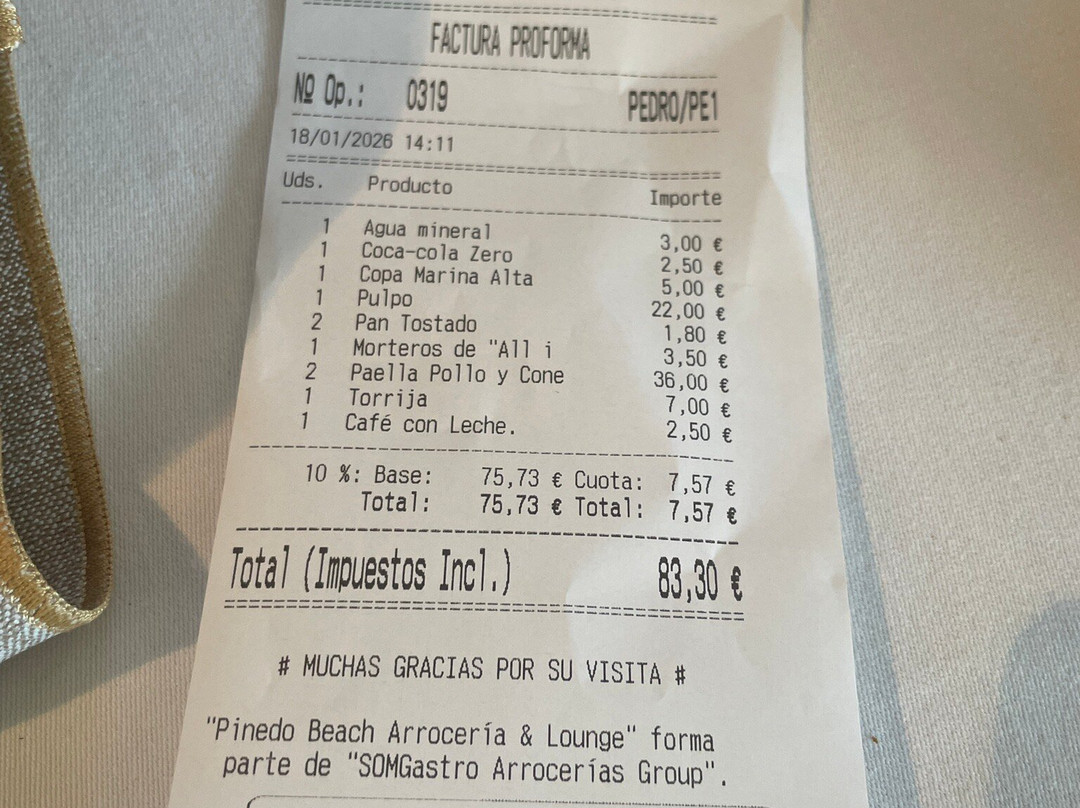 FACTURA PROFORMA
Nº Op.: 0319 PEDRO/PE1
18/01/2026 14:11
Uds. Producto Importe
1 Agua mineral 3,00 €
1 Coca-cola Zero 2,50 €
1 Copa Marina Alta 5,00 €
1 Pulpo 22,00 €
2 Pan Tostado 1,80 €
1 Morteros de "All i 3,50 €
2 Paella Pollo y Cone 36,00 €
1 Torrija 7,00 €
1 Café con Leche. 2,50 €
10 %: Base: 75,73 € Cuota: 7,57 €
Total: 75,73 € Total: 7,57 €
Total (Impuestos Incl.) 83,30 €
# MUCHAS GRACIAS POR SU VISITA #
"Pinedo Beach Arrocería & Lounge" forma
parte de "SOMGastro Arrocerías Group".